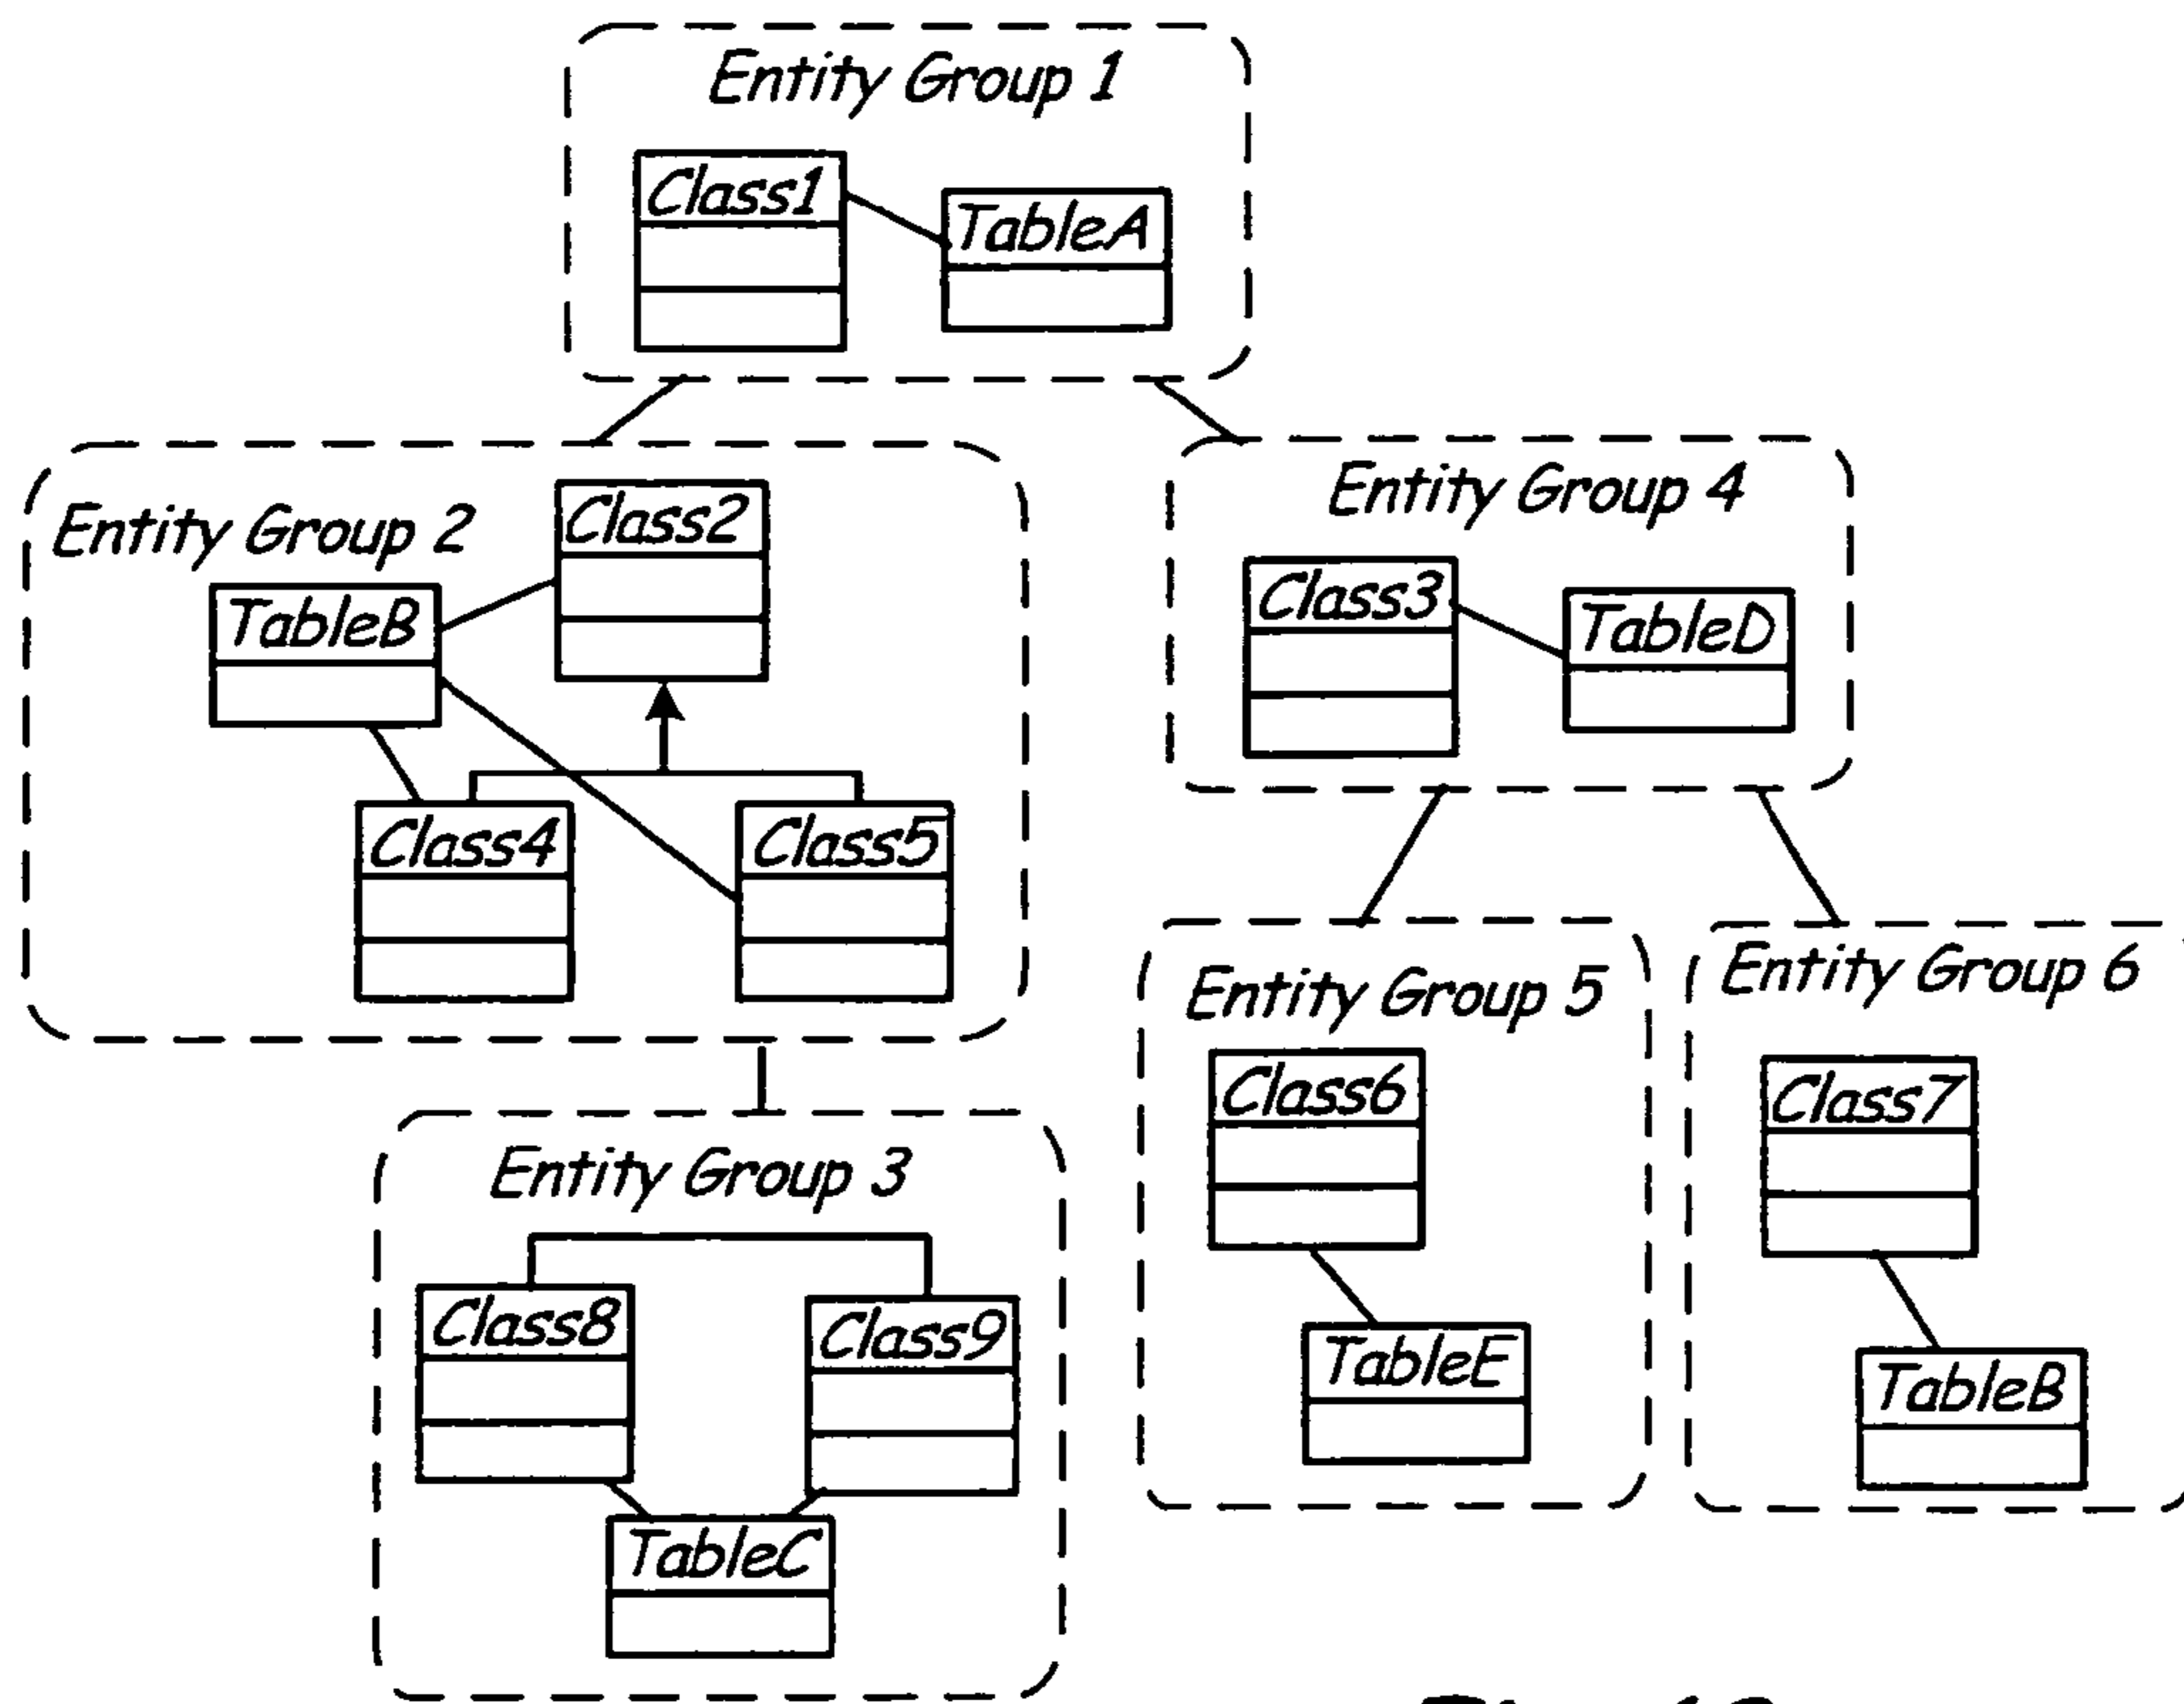 Entity Group 1
Class1
TableA
Entity Group 2
Class2
TableB
Class4
Class5
Entity Group 4
Class3
TableD
Entity Group 3
Class8
Class9
TableC
Entity Group 5
Class6
TableE
Entity Group 6
Class7
TableB